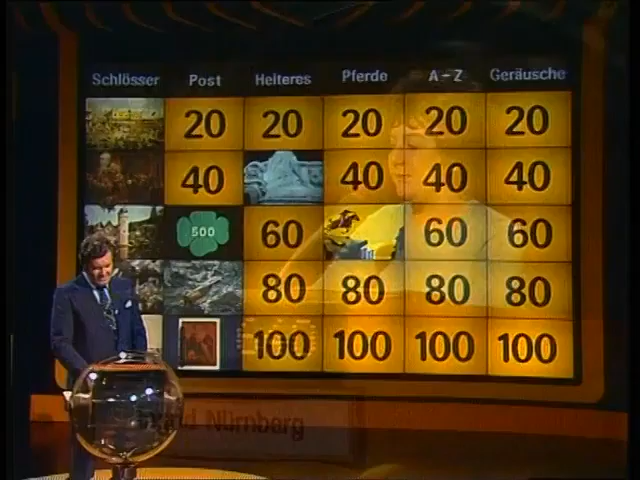 Schlösser Post Heiteres Pferde A-Z Geräusche
20 20 20 20 20
40 40 40 40
500 60 60 60
80 80 80 80
100 100 100 100
Nürnberg